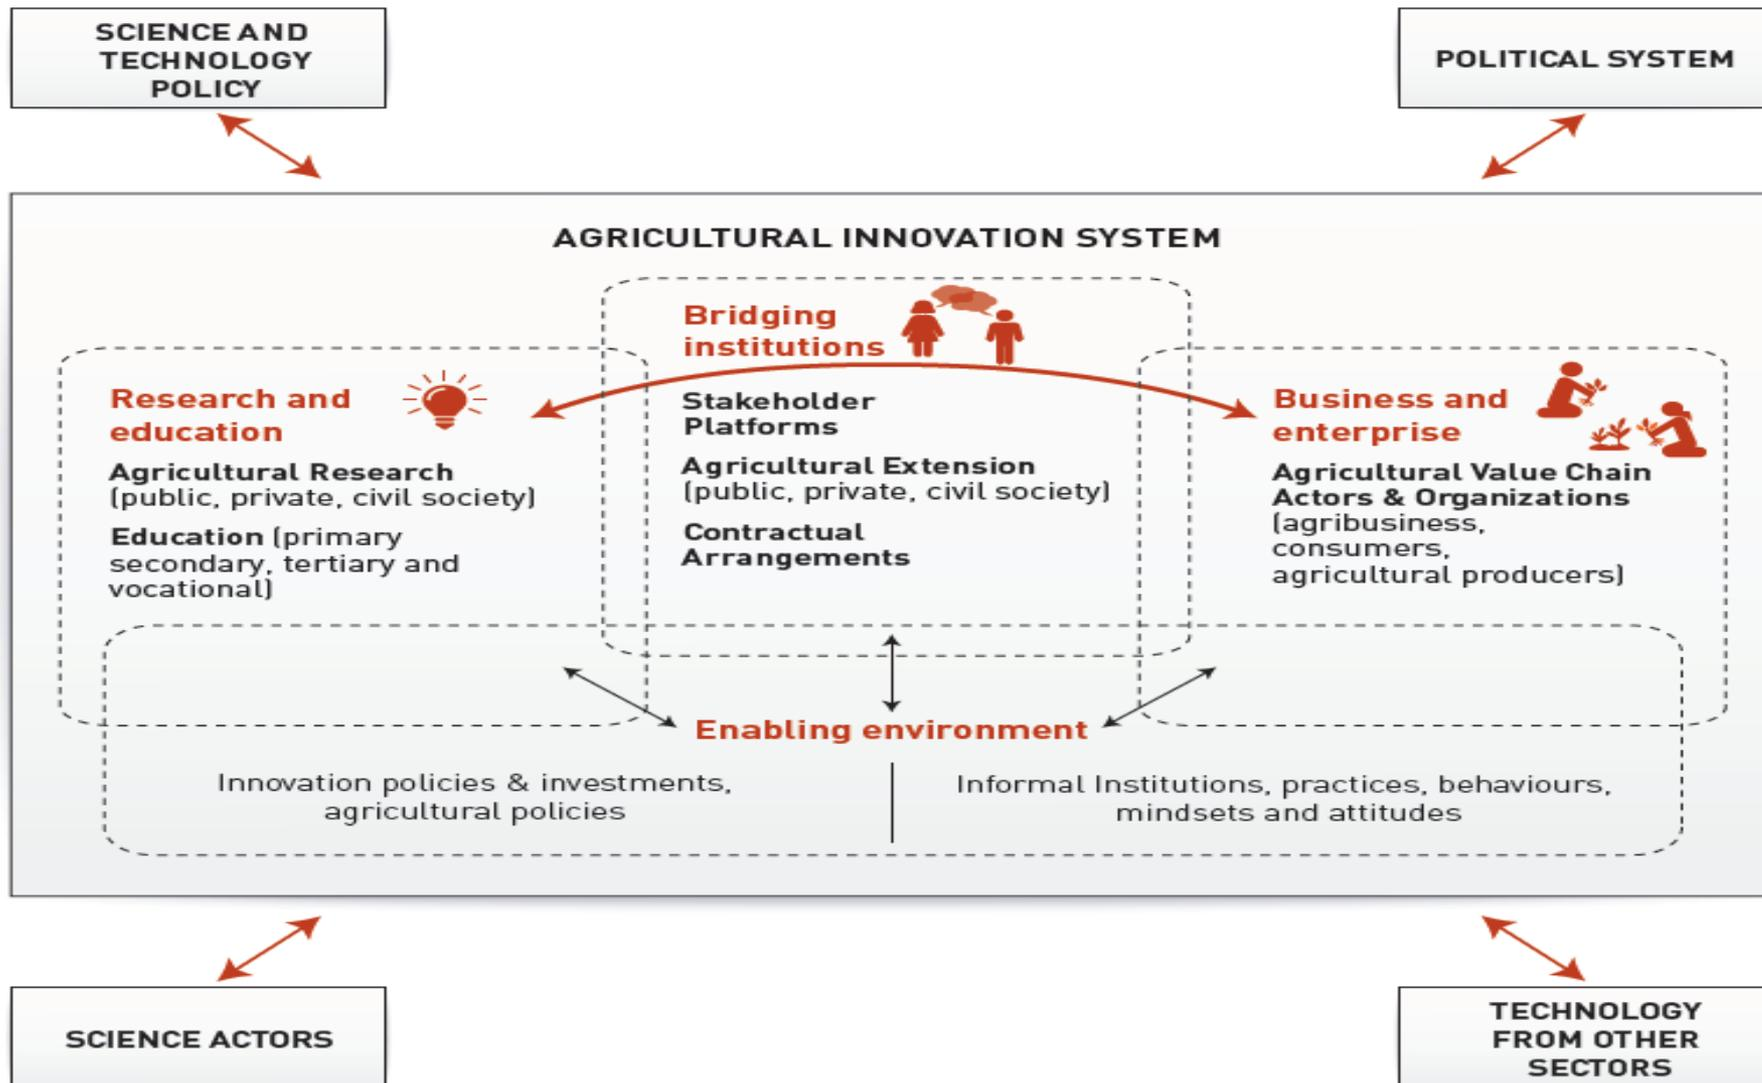 SCIENCE AND
TECHNOLOGY
POLICY
POLITICAL SYSTEM
AGRICULTURAL INNOVATION SYSTEM
Bridging
institutions
Research and
education
Agricultural Research
(public, private, civil society)
Education (primary
secondary, tertiary and
vocational)
Stakeholder
Platforms
Agricultural Extension
(public, private, civil society)
Contractual
Arrangements
Business and
enterprise
Agricultural Value Chain
Actors & Organizations
(agribusiness,
consumers,
agricultural producers)
Enabling environment
Innovation policies & investments,
agricultural policies
Informal Institutions, practices, behaviours,
mindsets and attitudes
SCIENCE ACTORS
TECHNOLOGY
FROM OTHER
SECTORS